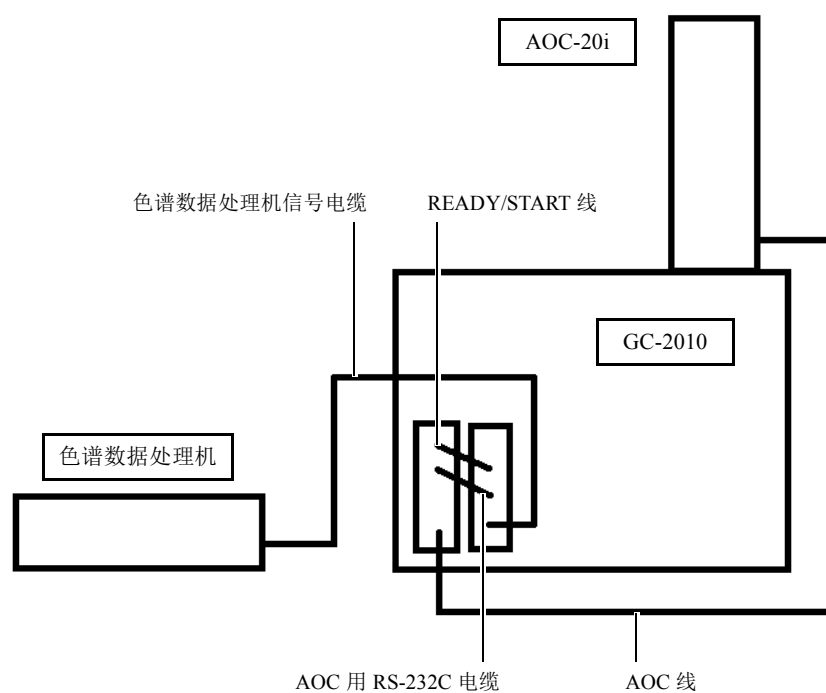 AOC-20i
色谱数据处理机信号电缆
READY/START 线
GC-2010
色谱数据处理机
AOC 用 RS-232C 电缆
AOC 线